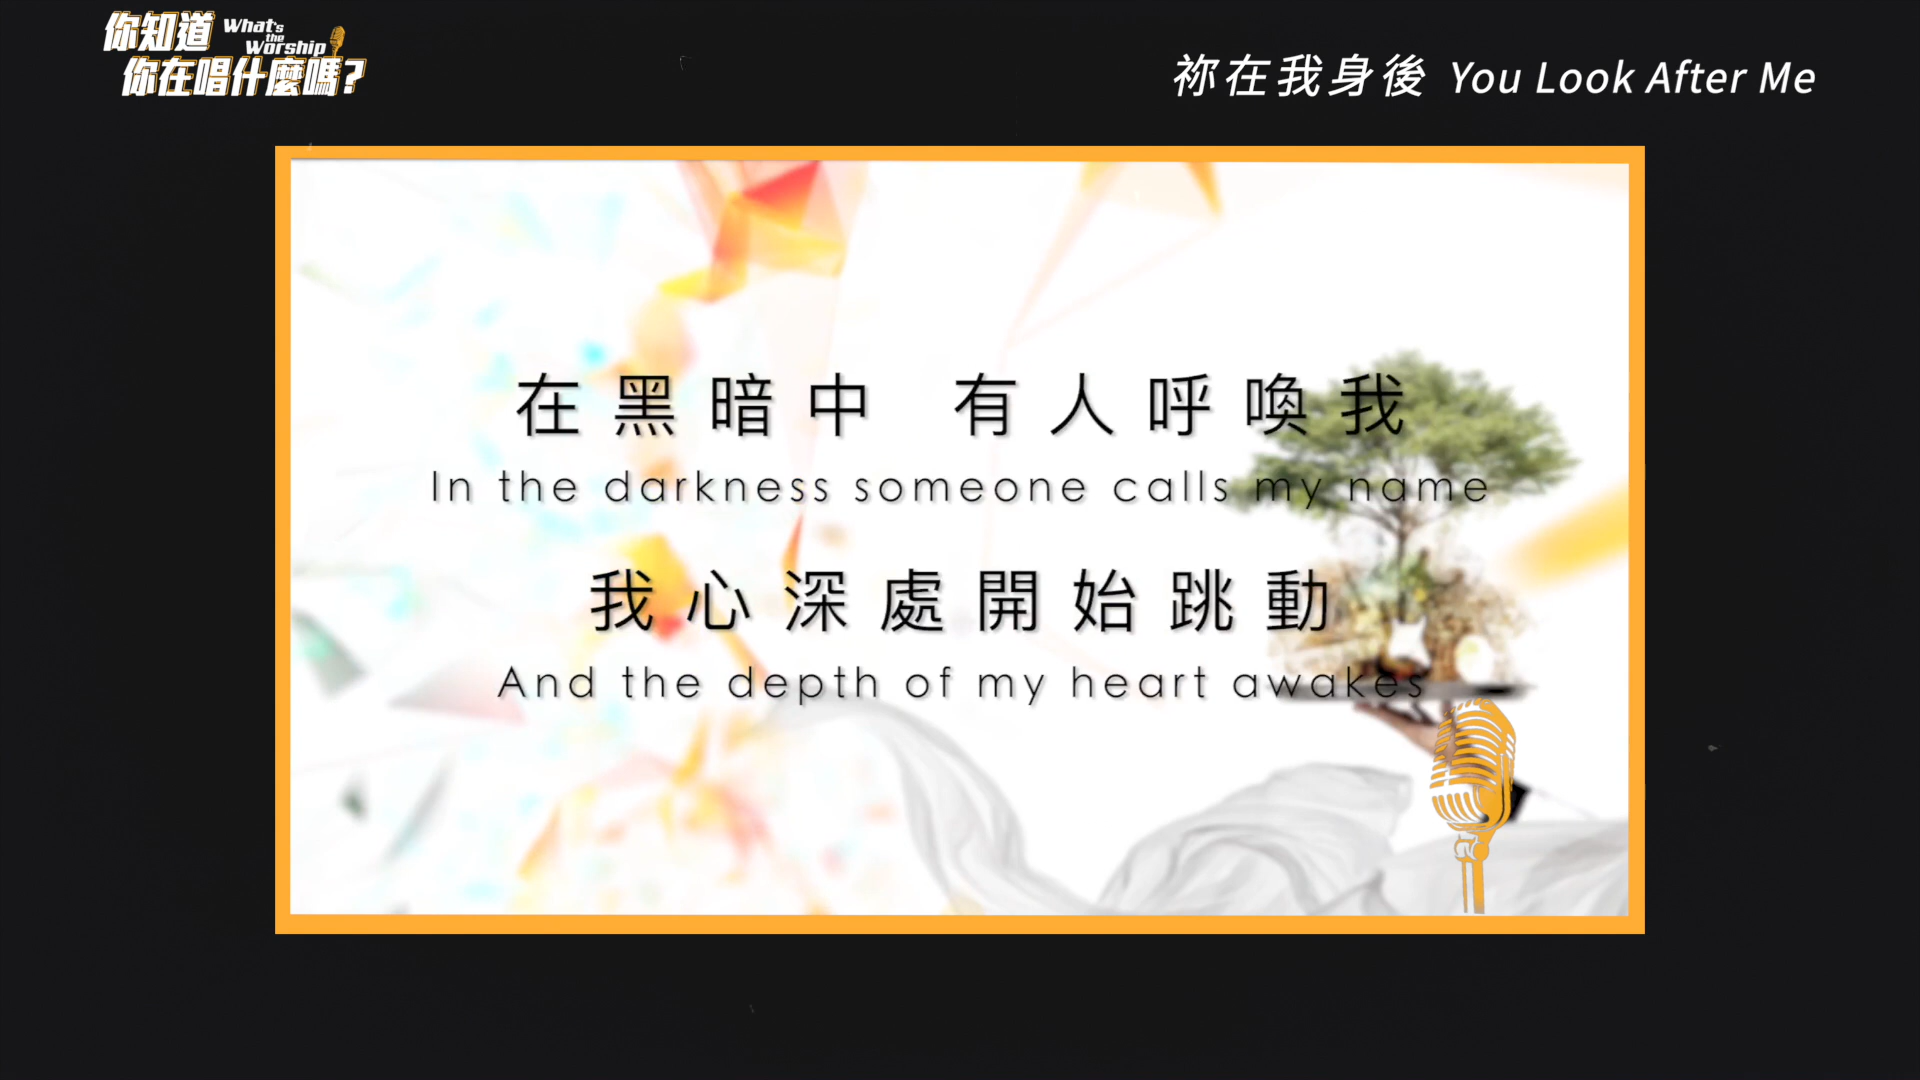 你知道 What's the Worship
你在唱什麼嗎?
祢在我身後 You Look After Me
在黑暗中 有人呼喚我
In the darkness someone calls my name
我心深處開始跳動
And the depth of my heart awakes